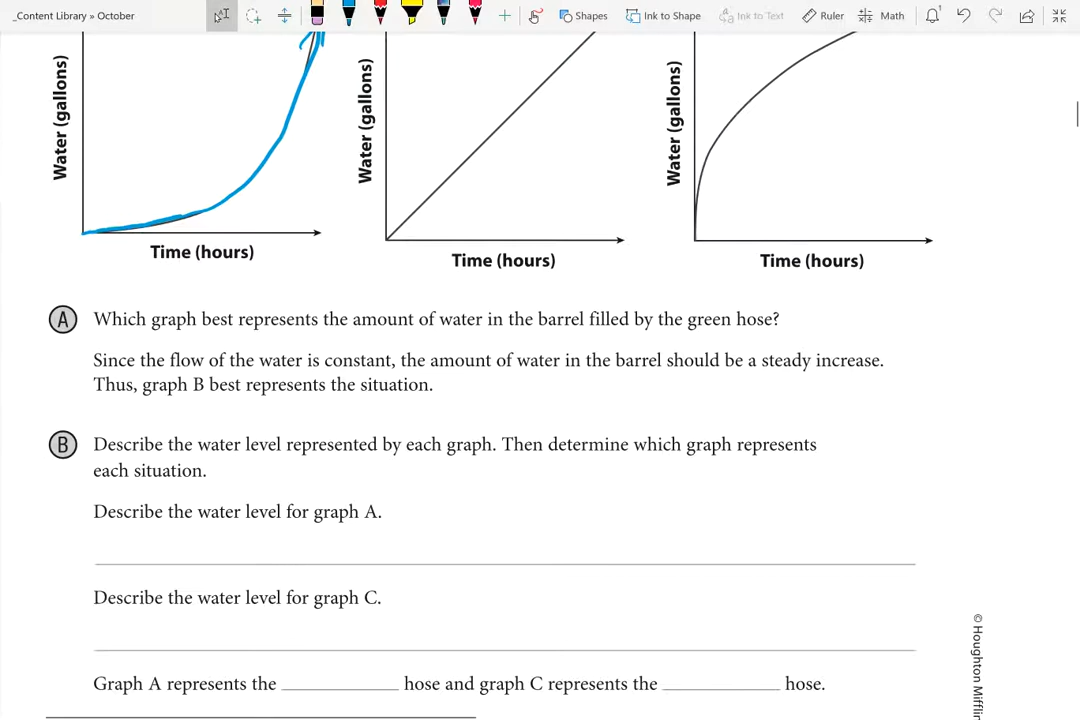 _Content Library » October
Shapes
Ink to Shape
Ink to Text
Ruler
Math
Water (gallons)
Time (hours)
Water (gallons)
Time (hours)
Water (gallons)
Time (hours)
A Which graph best represents the amount of water in the barrel filled by the green hose?
Since the flow of the water is constant, the amount of water in the barrel should be a steady increase.
Thus, graph B best represents the situation.
B Describe the water level represented by each graph. Then determine which graph represents
each situation.
Describe the water level for graph A.
Describe the water level for graph C.
Graph A represents the ____________ hose and graph C represents the ____________ hose.
© Houghton Mifflin